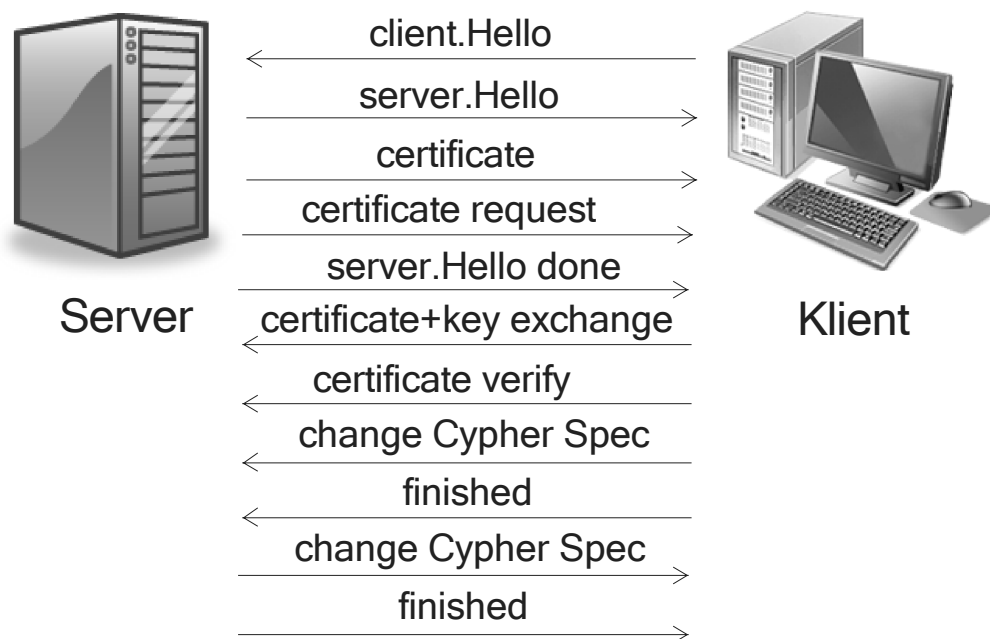 client.Hello
server.Hello
certificate
certificate request
server.Hello done
Server
certificate+key exchange
Klient
certificate verify
change Cypher Spec
finished
change Cypher Spec
finished